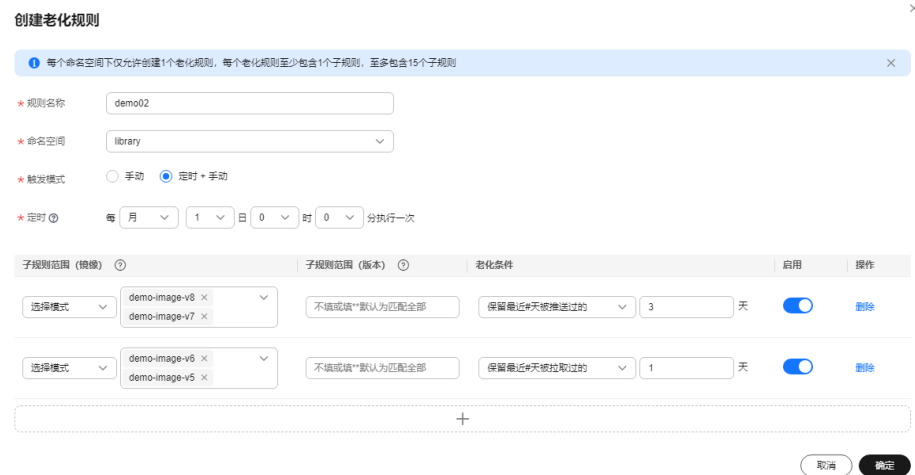 创建老化规则
每个命名空间下仅允许创建1个老化规则，每个老化规则至少包含1个子规则，至多包含15个子规则
* 规则名称 demo02
* 命名空间 library
* 触发模式 手动 定时 + 手动
* 定时 每 月 1 日 0 时 0 分执行一次
子规则范围（镜像） 子规则范围（版本） 老化条件 启用 操作
选择模式 demo-image-v8 × demo-image-v7 × 不填或填**默认为匹配全部 保留最近#天被推送过的 3 天 删除
选择模式 demo-image-v6 × demo-image-v5 × 不填或填**默认为匹配全部 保留最近#天被拉取过的 1 天 删除
取消 确定